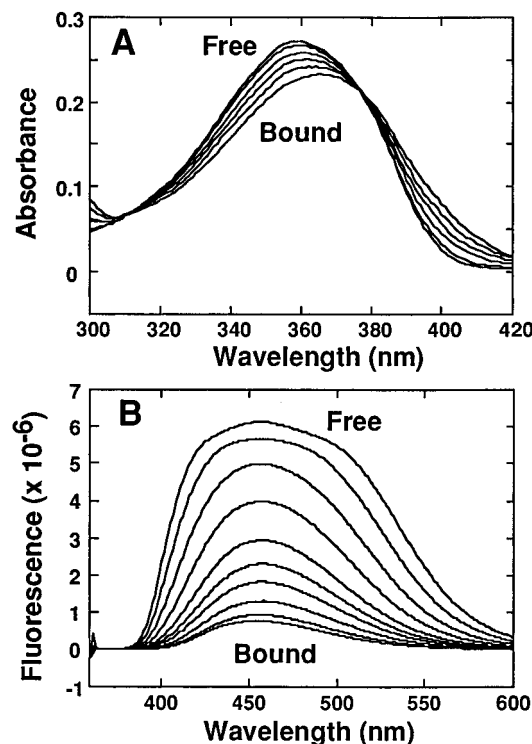 A
Free
Bound
Absorbance
0.3
0.2
0.1
0
300 320 340 360 380 400 420
Wavelength (nm)
B
Free
Bound
Fluorescence (x 10-6)
7
6
5
4
3
2
1
0
-1
400 450 500 550 600
Wavelength (nm)